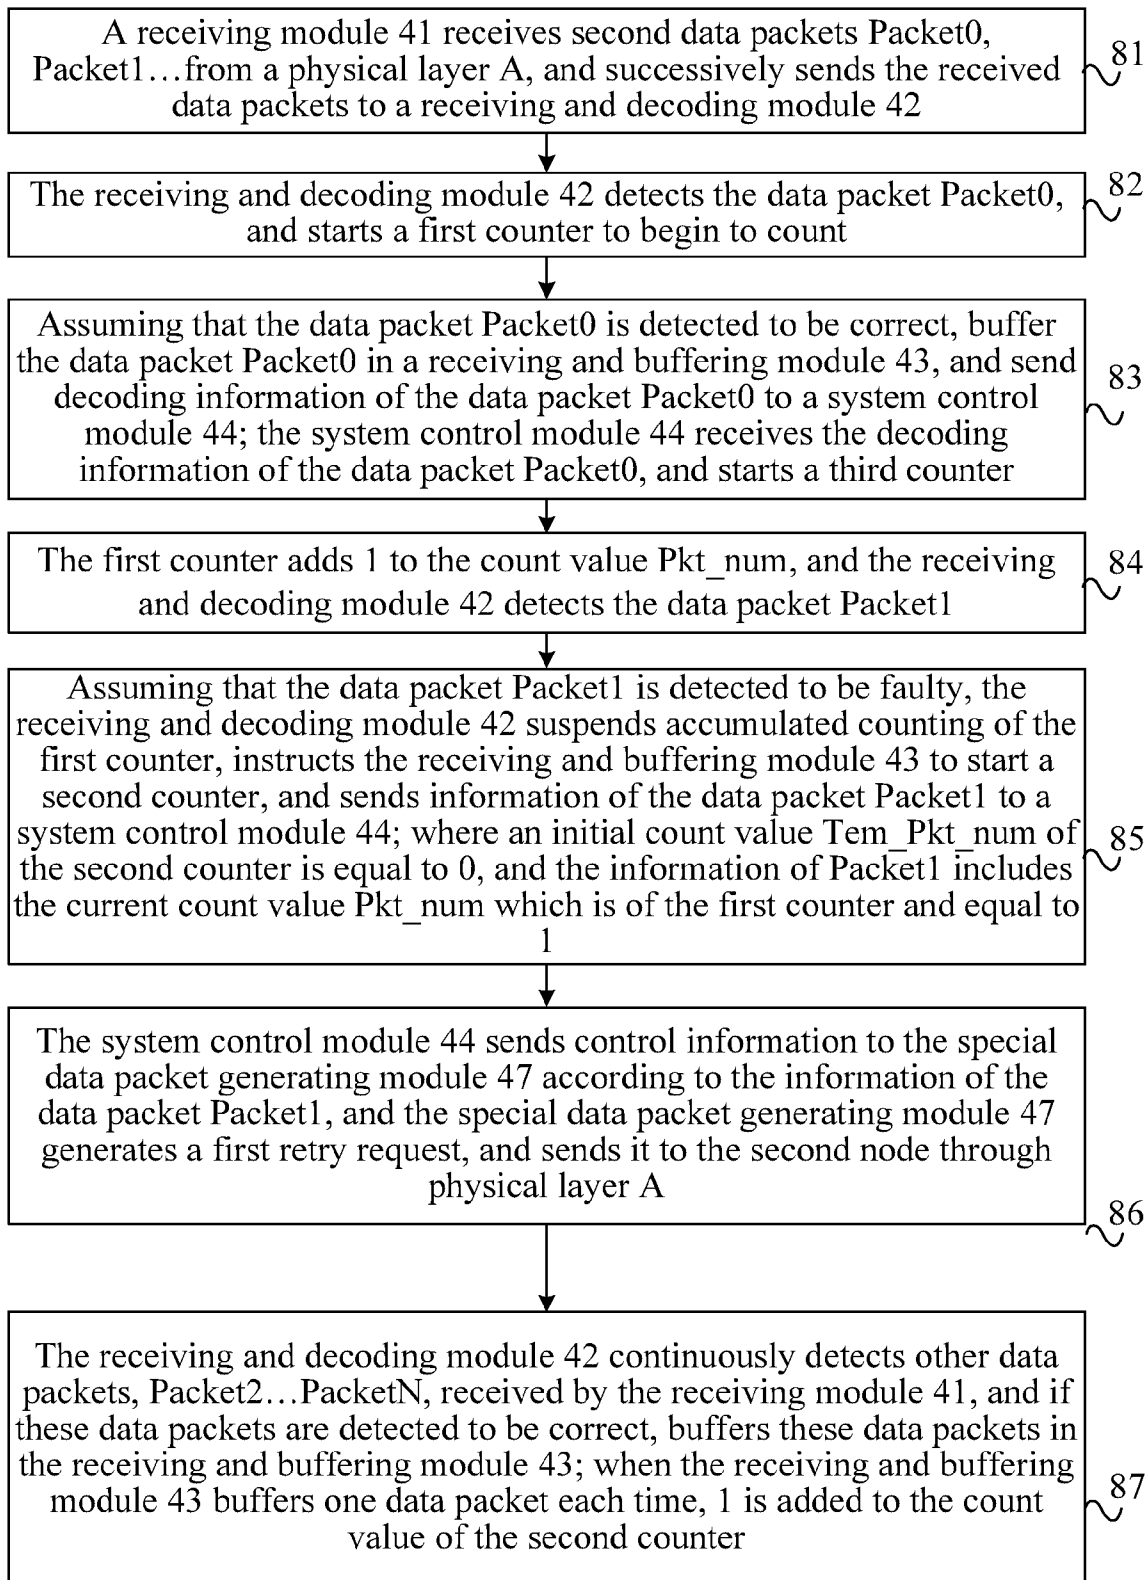 A receiving module 41 receives second data packets Packet0,
Packet1…from a physical layer A, and successively sends the received
data packets to a receiving and decoding module 42
81
The receiving and decoding module 42 detects the data packet Packet0,
and starts a first counter to begin to count
82
Assuming that the data packet Packet0 is detected to be correct, buffer
the data packet Packet0 in a receiving and buffering module 43, and send
decoding information of the data packet Packet0 to a system control
module 44; the system control module 44 receives the decoding
information of the data packet Packet0, and starts a third counter
83
The first counter adds 1 to the count value Pkt_num, and the receiving
and decoding module 42 detects the data packet Packet1
84
Assuming that the data packet Packet1 is detected to be faulty, the
receiving and decoding module 42 suspends accumulated counting of the
first counter, instructs the receiving and buffering module 43 to start a
second counter, and sends information of the data packet Packet1 to a
system control module 44; where an initial count value Tem_Pkt_num of
the second counter is equal to 0, and the information of Packet1 includes
the current count value Pkt_num which is of the first counter and equal to
1
85
The system control module 44 sends control information to the special
data packet generating module 47 according to the information of the
data packet Packet1, and the special data packet generating module 47
generates a first retry request, and sends it to the second node through
physical layer A
86
The receiving and decoding module 42 continuously detects other data
packets, Packet2…PacketN, received by the receiving module 41, and if
these data packets are detected to be correct, buffers these data packets in
the receiving and buffering module 43; when the receiving and buffering
module 43 buffers one data packet each time, 1 is added to the count
value of the second counter
87